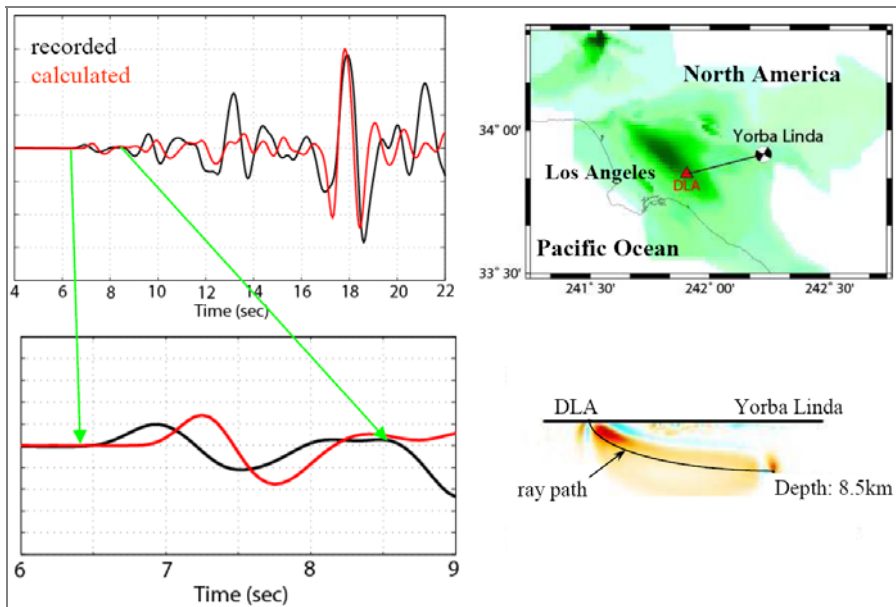 recorded
calculated
4 6 8 10 12 14 16 18 20 22
Time (sec)
North America
34° 00'
Yorba Linda
Los Angeles
DLA
Pacific Ocean
33° 30'
241° 30' 242° 00' 242° 30'
6 7 8 9
Time (sec)
DLA Yorba Linda
ray path
Depth: 8.5km